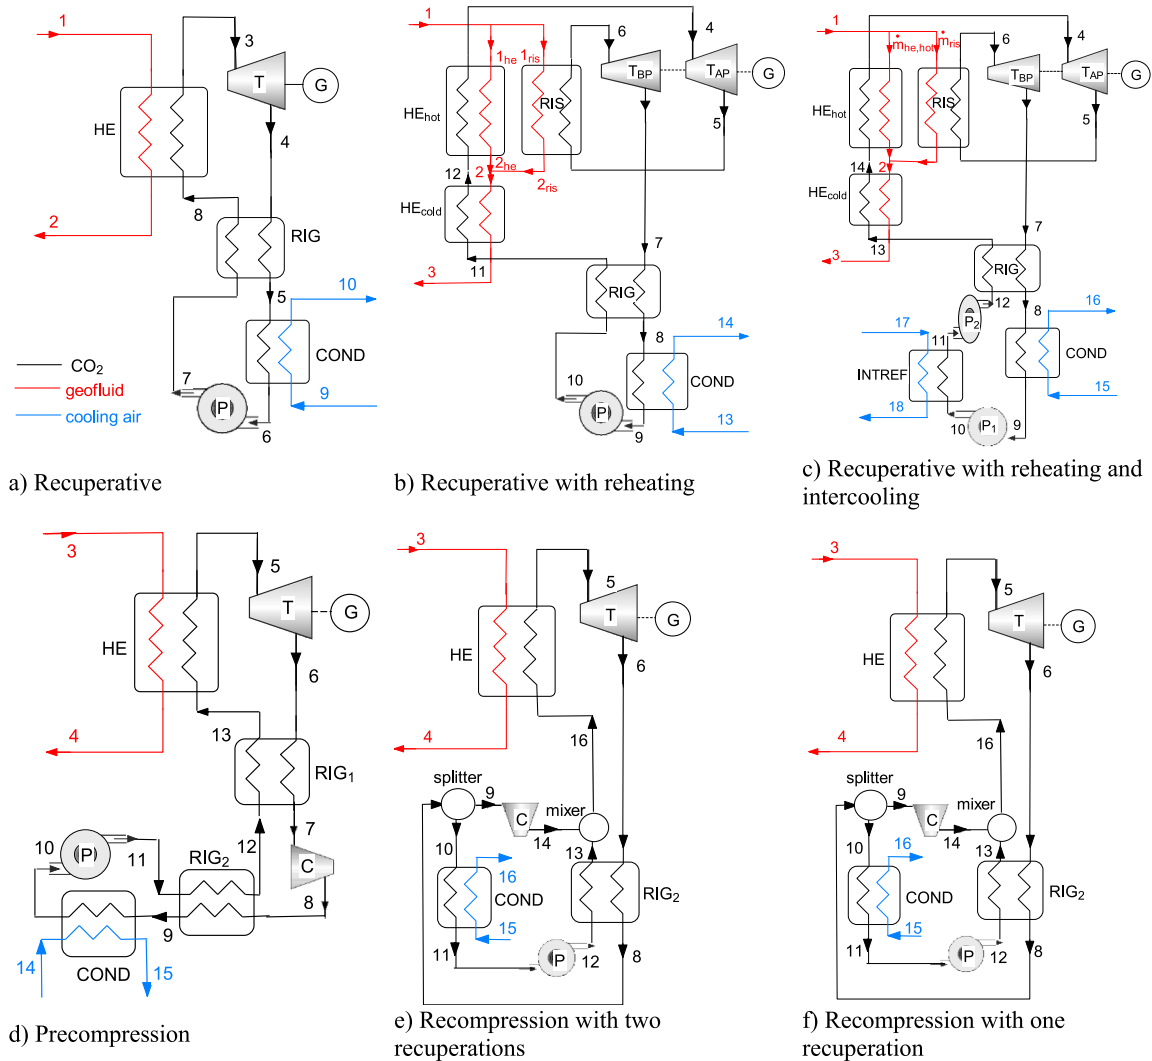 1
3
T
G
HE
4
2
8
RIG
5
10
COND
7
P
9
6
CO2
geofluid
cooling air
a) Recuperative
1
6
4
1he
1ris
TBP
TAP
G
HEhot
RIS
5
12
2
2he
2ris
HEcold
7
3
11
RIG
8
14
10
COND
P
9
13
b) Recuperative with reheating
1
ṁhe,hot
ṁris
6
4
TBP
TAP
G
HEhot
RIS
5
14
2
HEcold
7
3
13
RIG
12
8
16
17
11
P2
COND
INTREF
15
18
10
P1
9
c) Recuperative with reheating and
intercooling
3
5
T
G
HE
6
4
13
RIG1
10
P
11
12
7
RIG2
C
9
8
14
COND
15
d) Precompression
3
5
T
G
HE
6
4
16
splitter
9
C
mixer
14
10
13
16
COND
RIG2
15
11
P
12
8
e) Recompression with two
recuperations
3
5
T
G
HE
6
4
16
splitter
9
C
mixer
14
10
13
16
COND
RIG2
15
11
P
12
8
f) Recompression with one
recuperation